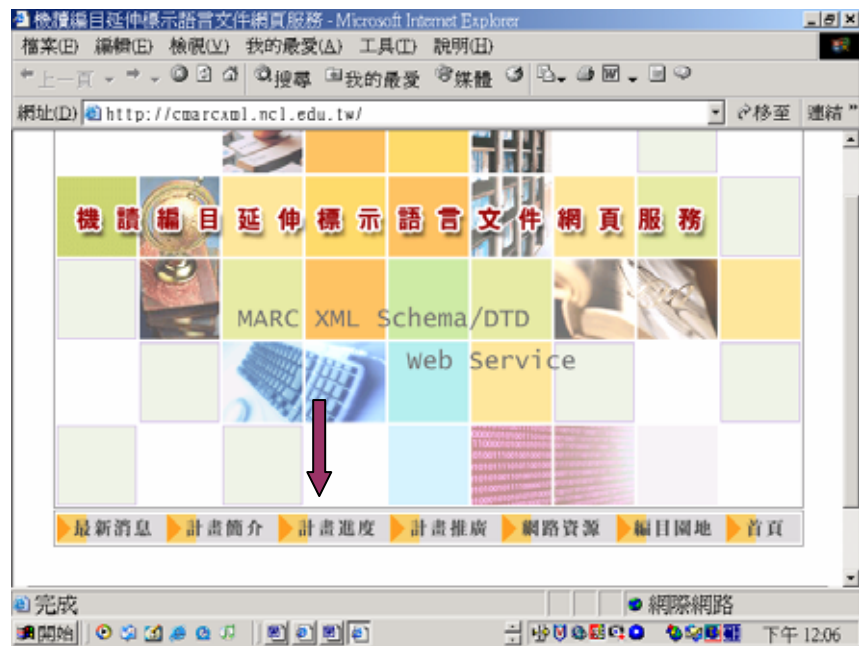 機讀編目延伸標示語言文件網頁服務 - Microsoft Internet Explorer
檔案(F) 編輯(E) 檢視(V) 我的最愛(A) 工具(T) 說明(H)
上一頁 搜尋 我的最愛 媒體
網址(D) http://cmarcxml.ncl.edu.tw/ 移至 連結 "
機讀編目延伸標示語言文件網頁服務
MARC XML Schema/DTD
Web Service
最新消息 計畫簡介 計畫進度 計畫推廣 網路資源 編目園地 首頁
完成 網際網路
開始 下午 12:06